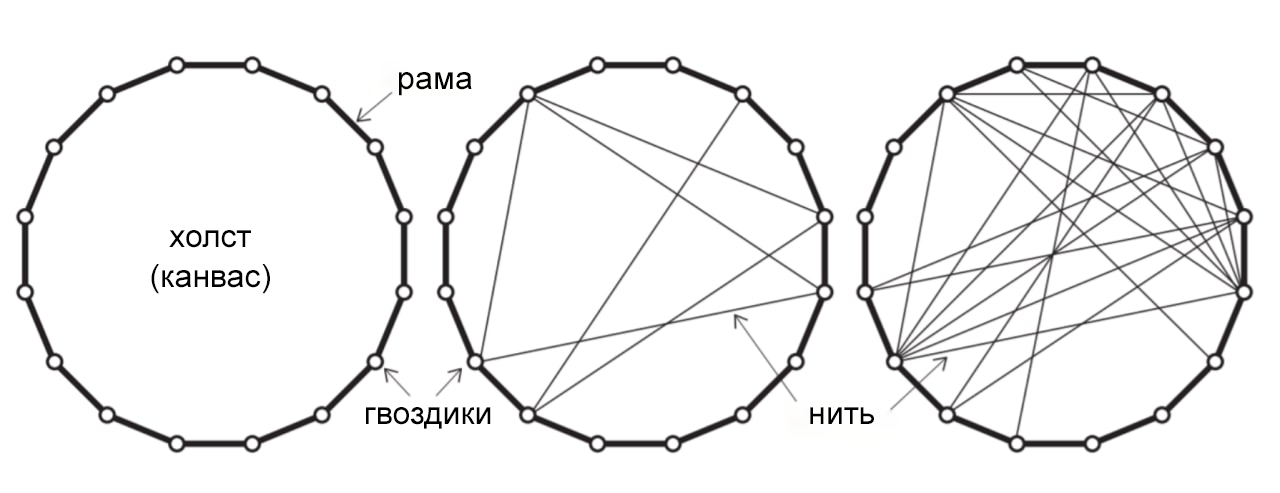 рама
холст
(канвас)
гвоздики
нить